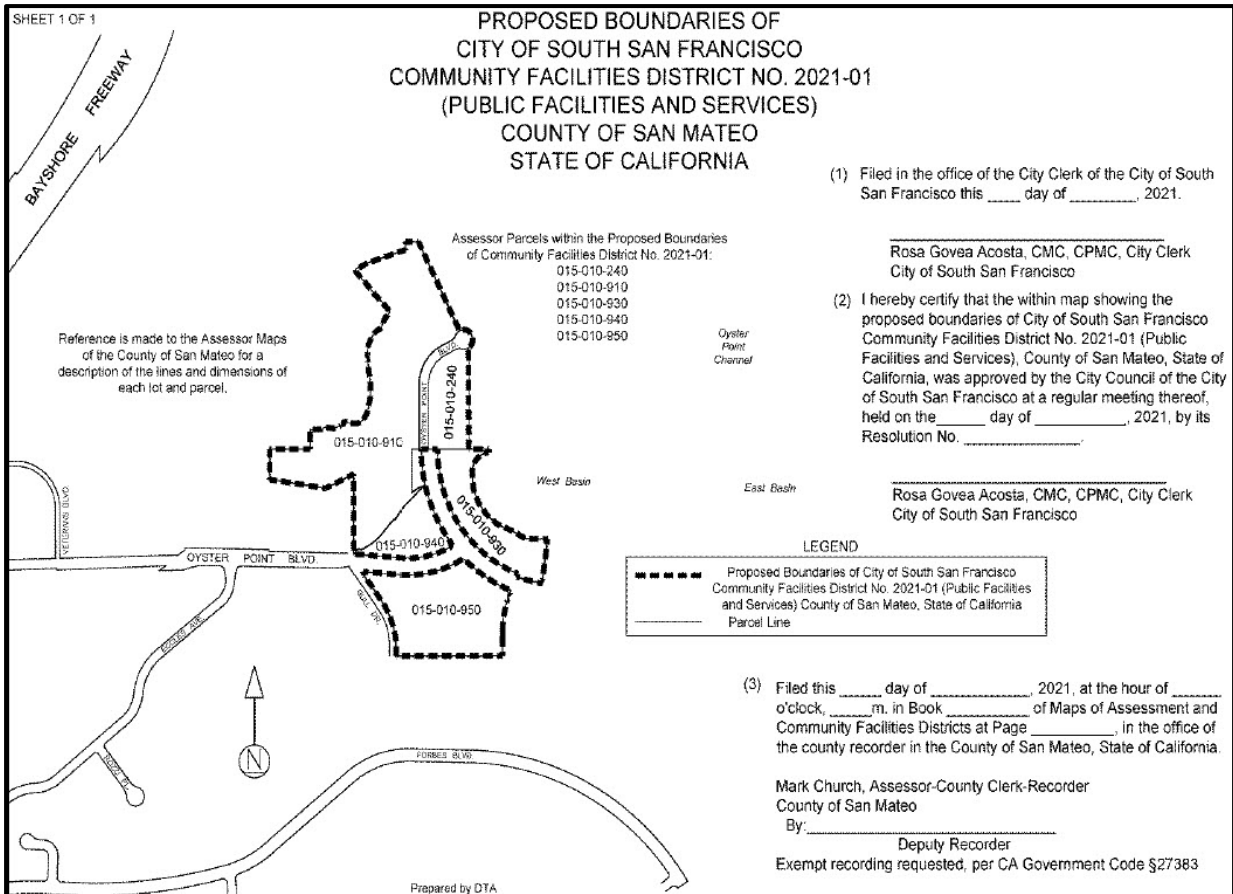 SHEET 1 OF 1
PROPOSED BOUNDARIES OF
CITY OF SOUTH SAN FRANCISCO
COMMUNITY FACILITIES DISTRICT NO. 2021-01
(PUBLIC FACILITIES AND SERVICES)
COUNTY OF SAN MATEO
STATE OF CALIFORNIA
BAYSHORE FREEWAY
(1) Filed in the office of the City Clerk of the City of South
San Francisco this _____ day of _________, 2021.
Rosa Govea Acosta, CMC, CPMC, City Clerk
City of South San Francisco
Assessor Parcels within the Proposed Boundaries
of Community Facilities District No. 2021-01:
015-010-240
015-010-910
015-010-930
015-010-940
015-010-950
Reference is made to the Assessor Maps
of the County of San Mateo for a
description of the lines and dimensions of
each lot and parcel.
Oyster
Point
Channel
(2) I hereby certify that the within map showing the
proposed boundaries of City of South San Francisco
Community Facilities District No. 2021-01 (Public
Facilities and Services), County of San Mateo, State of
California, was approved by the City Council of the City
of South San Francisco at a regular meeting thereof,
held on the______ day of ___________, 2021, by its
Resolution No. ______________.
Rosa Govea Acosta, CMC, CPMC, City Clerk
City of South San Francisco
OYSTER POINT BLVD.
015-010-240
015-010-910
West Basin
East Basin
015-010-930
015-010-940
015-010-950
VETERANS BLVD.
OYSTER POINT BLVD.
GULL DR.
ECCLES AVE.
FORBES BLVD.
N
LEGEND
Proposed Boundaries of City of South San Francisco
Community Facilities District No. 2021-01 (Public Facilities
and Services) County of San Mateo, State of California
Parcel Line
(3) Filed this ______ day of ____________, 2021, at the hour of ______
o'clock, _____m. in Book __________ of Maps of Assessment and
Community Facilities Districts at Page __________, in the office of
the county recorder in the County of San Mateo, State of California.
Mark Church, Assessor-County Clerk-Recorder
County of San Mateo
By:______________________________
Deputy Recorder
Exempt recording requested, per CA Government Code §27383
Prepared by DTA